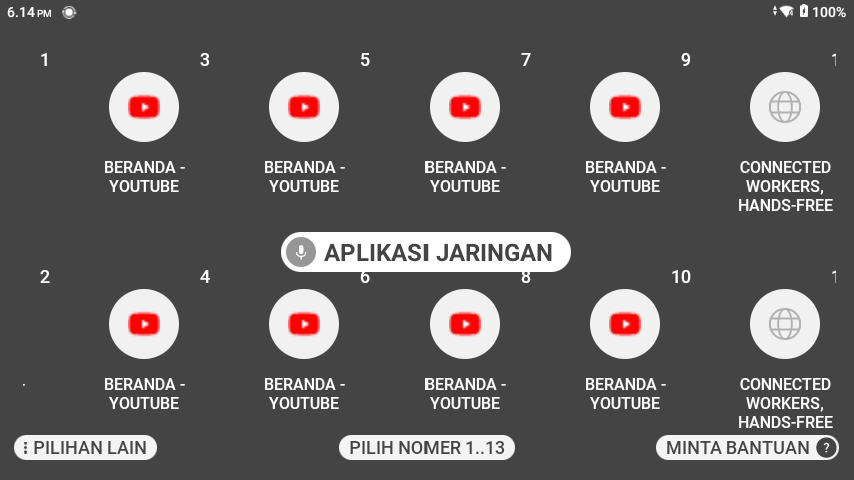 6.14 PM
100%
1
3
5
7
9
BERANDA -
YOUTUBE
BERANDA -
YOUTUBE
BERANDA -
YOUTUBE
BERANDA -
YOUTUBE
CONNECTED
WORKERS,
HANDS-FREE
APLIKASI JARINGAN
2
4
6
8
10
BERANDA -
YOUTUBE
BERANDA -
YOUTUBE
BERANDA -
YOUTUBE
BERANDA -
YOUTUBE
CONNECTED
WORKERS,
HANDS-FREE
PILIHAN LAIN
PILIH NOMER 1..13
MINTA BANTUAN ?